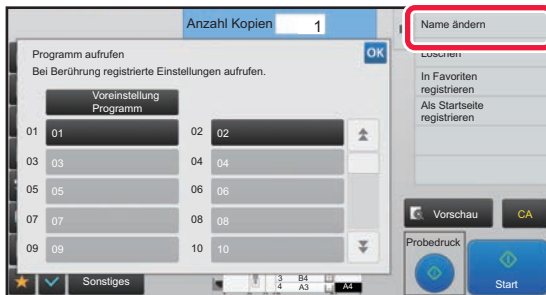 Anzahl Kopien 1
Name ändern
Programm aufrufen
OK
Löschen
Bei Berührung registrierte Einstellungen aufrufen.
In Favoriten
registrieren
Als Startseite
registrieren
Voreinstellung
Programm
01 01 02 02
03 03 04 04
05 05 06 06
07 07 08 08
09 09 10 10
Vorschau CA
Probedruck
Start
Sonstiges
3 B4
4 A3 A4